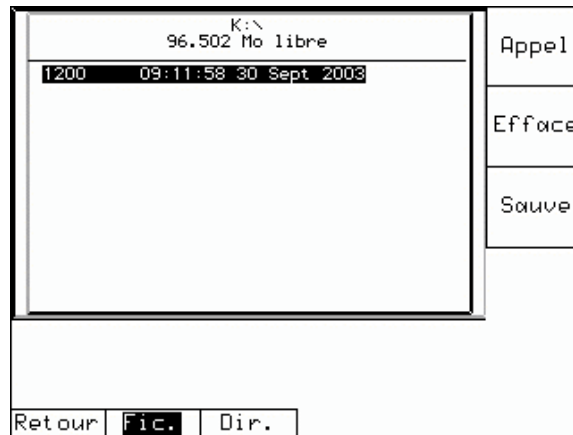 K:\
96.502 Mo libre
1200 09:11:58 30 Sept 2003
Appel
Efface
Sauve
Retour Fic. Dir.